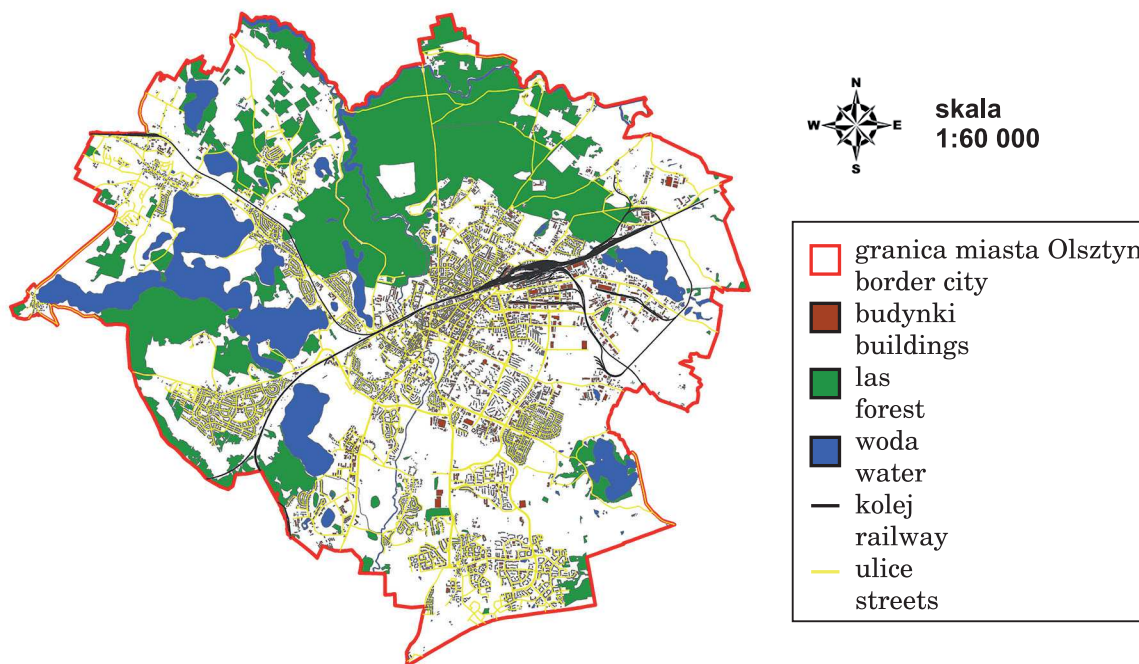 N
W E
S
skala
1:60 000
granica miasta Olsztyn
border city
budynki
buildings
las
forest
woda
water
kolej
railway
ulice
streets